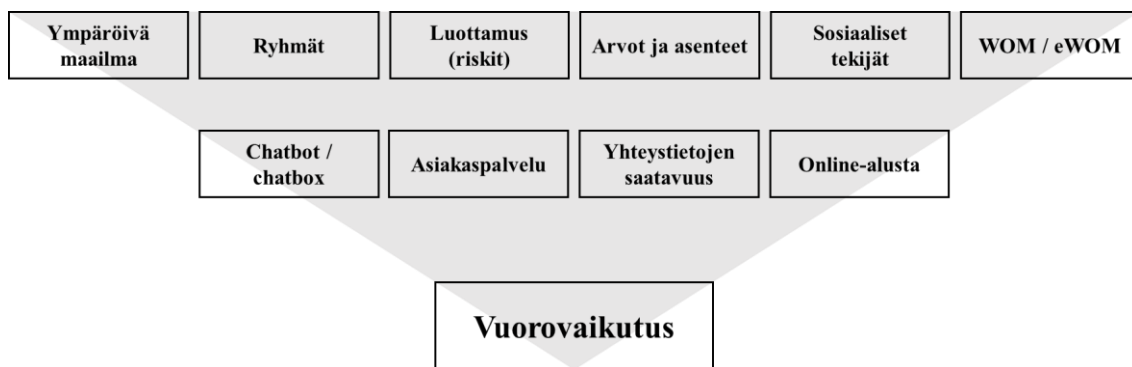 Ympäröivä
maailma
Ryhmät
Luottamus
(riskit)
Arvot ja asenteet
Sosiaaliset
tekijät
WOM / eWOM
Chatbot /
chatbox
Asiakaspalvelu
Yhteystietojen
saatavuus
Online-alusta
Vuorovaikutus